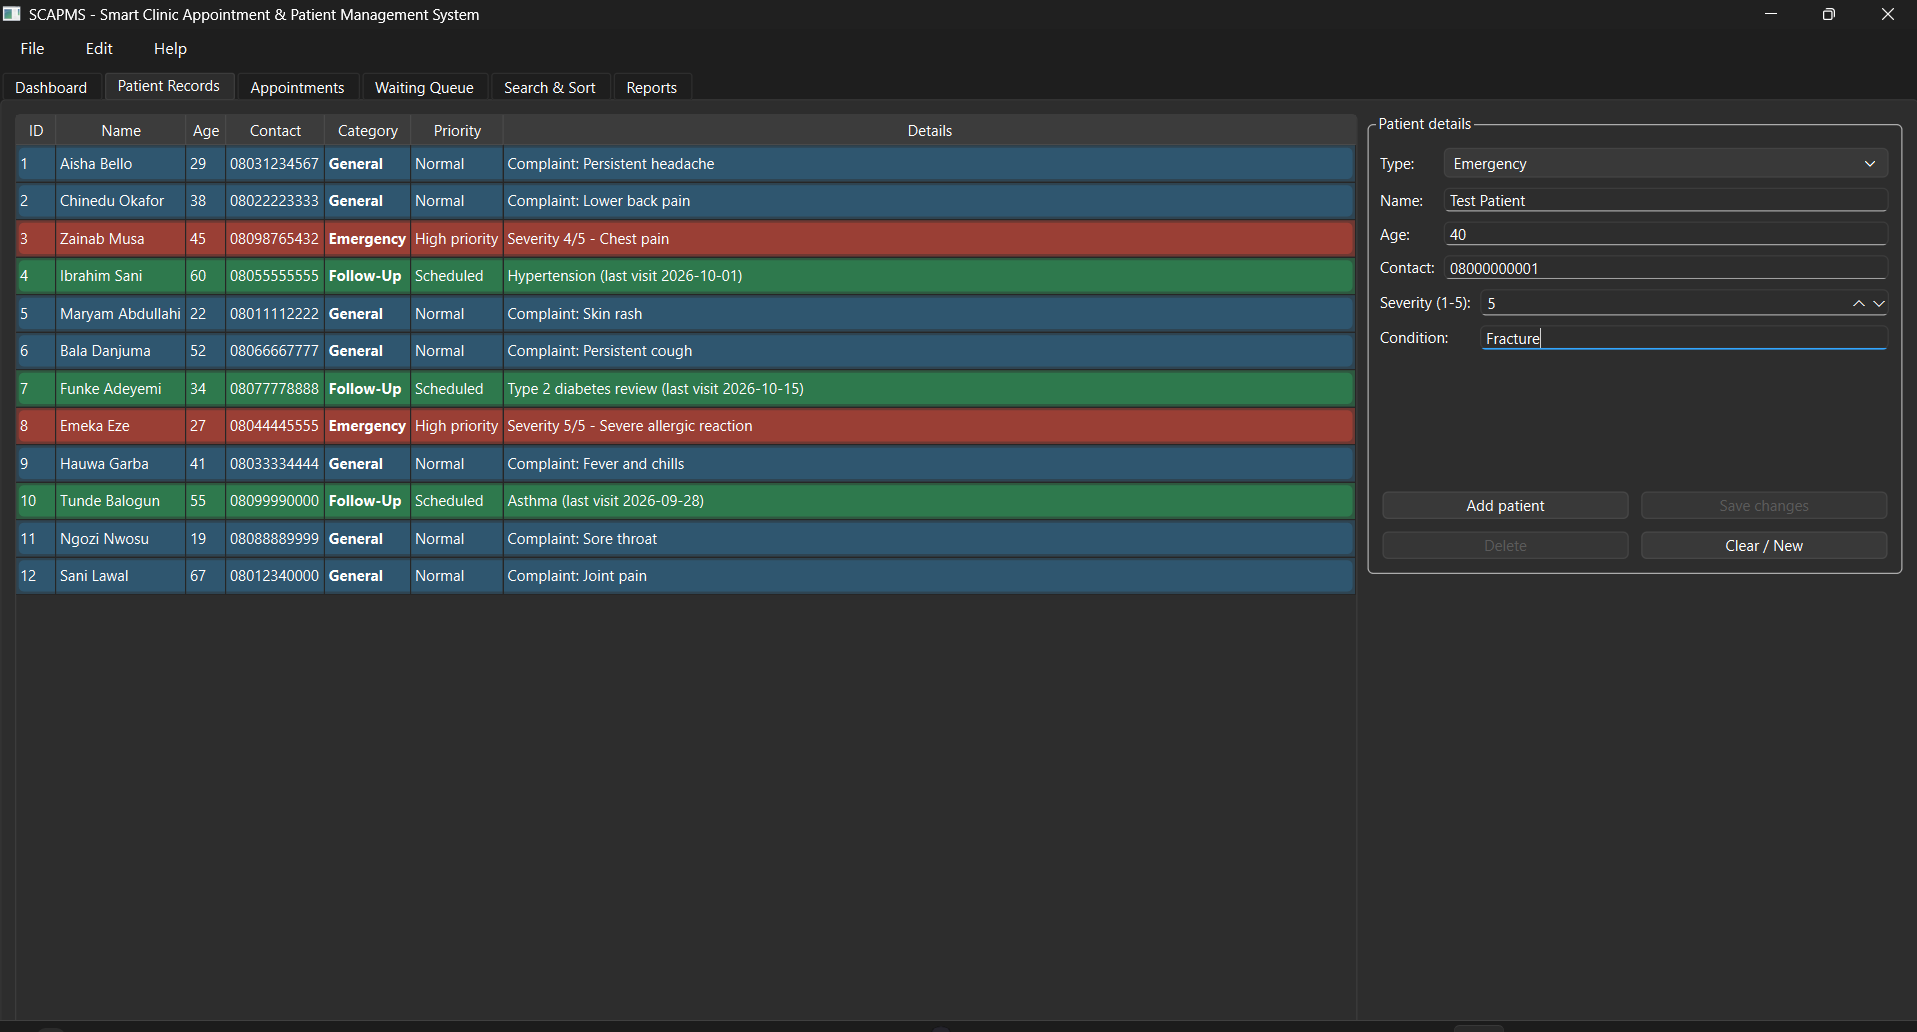 SCAPMS - Smart Clinic Appointment & Patient Management System
File Edit Help
Dashboard Patient Records Appointments Waiting Queue Search & Sort Reports
ID Name Age Contact Category Priority Details
1 Aisha Bello 29 08031234567 General Normal Complaint: Persistent headache
2 Chinedu Okafor 38 08022223333 General Normal Complaint: Lower back pain
3 Zainab Musa 45 08098765432 Emergency High priority Severity 4/5 - Chest pain
4 Ibrahim Sani 60 08055555555 Follow-Up Scheduled Hypertension (last visit 2026-10-01)
5 Maryam Abdullahi 22 08011112222 General Normal Complaint: Skin rash
6 Bala Danjuma 52 08066667777 General Normal Complaint: Persistent cough
7 Funke Adeyemi 34 08077778888 Follow-Up Scheduled Type 2 diabetes review (last visit 2026-10-15)
8 Emeka Eze 27 08044445555 Emergency High priority Severity 5/5 - Severe allergic reaction
9 Hauwa Garba 41 08033334444 General Normal Complaint: Fever and chills
10 Tunde Balogun 55 08099990000 Follow-Up Scheduled Asthma (last visit 2026-09-28)
11 Ngozi Nwosu 19 08088889999 General Normal Complaint: Sore throat
12 Sani Lawal 67 08012340000 General Normal Complaint: Joint pain
Patient details
Type: Emergency
Name: Test Patient
Age: 40
Contact: 08000000001
Severity (1-5): 5
Condition: Fracture
Add patient Save changes
Delete Clear / New